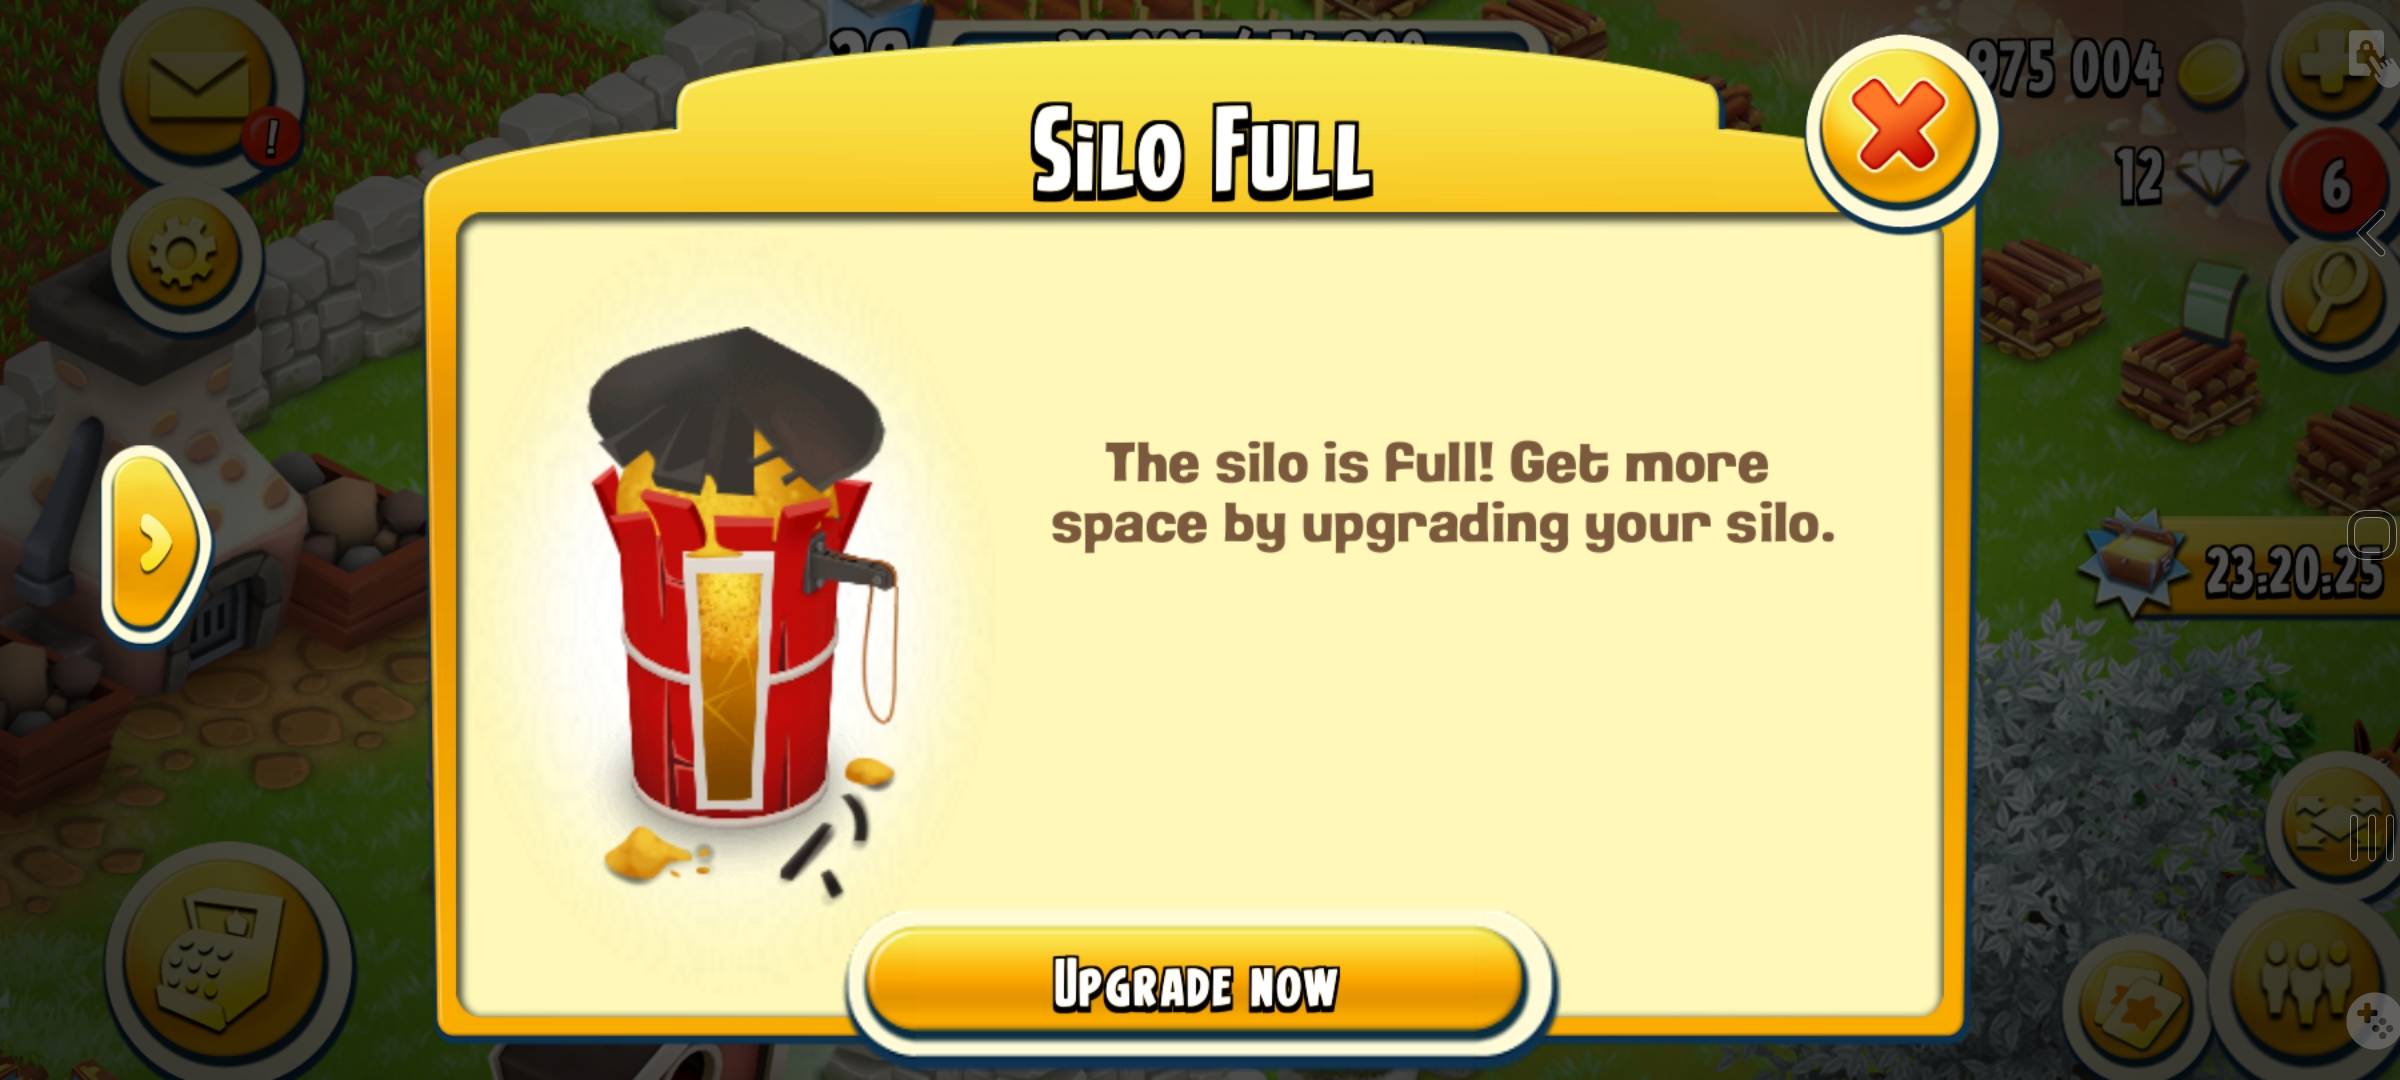 975 004
Silo Full
!
12
6
The silo is full! Get more
space by upgrading your silo.
23:20:25
Upgrade now